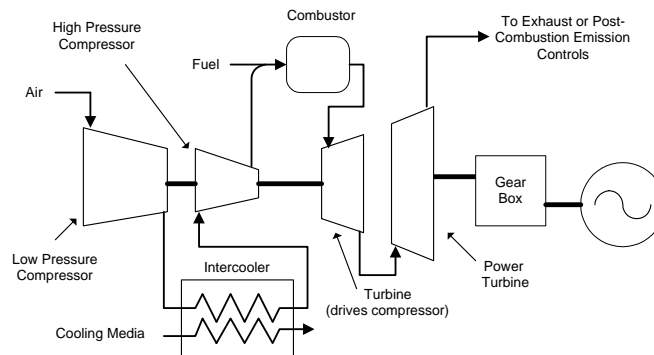 Combustor
To Exhaust or Post-
Combustion Emission
Controls
High Pressure
Compressor
Fuel
Air
Gear
Box
Low Pressure
Compressor
Intercooler
Turbine
(drives compressor)
Power
Turbine
Cooling Media